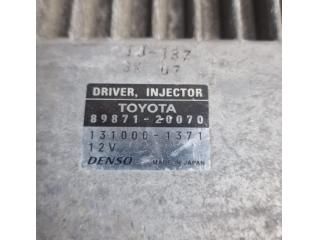 DRIVER, INJECTOR
TOYOTA
89871-20070
131000-1371
12V
DENSO MADE IN JAPAN